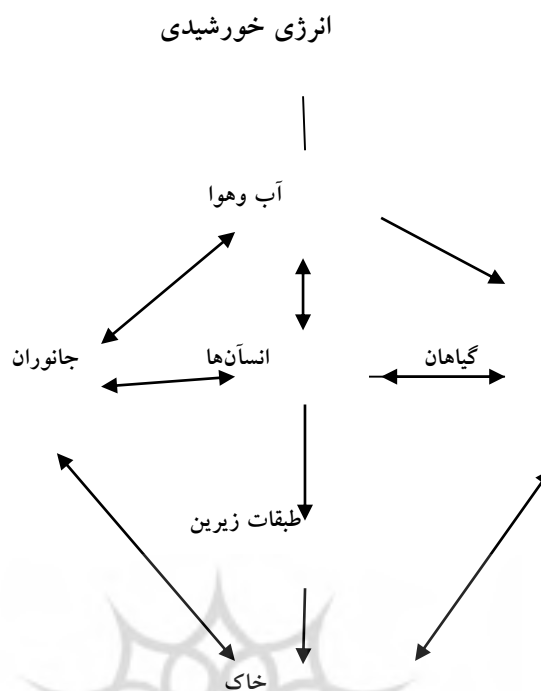 انرژی خورشیدی
آب وهوا
گیاهان انسآن‌ها جانوران
طبقات زیرین
خاک